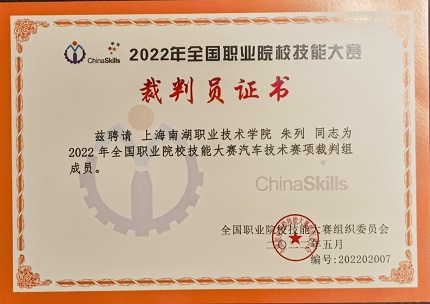 ChinaSkills
2022年全国职业院校技能大赛
裁判员证书
兹聘请 上海南湖职业技术学院 朱列 同志为
2022 年全国职业院校技能大赛汽车技术赛项裁判组
成员。
ChinaSkills
全国职业院校技能大赛组织委员会
二〇二二年五月
编号:202202007